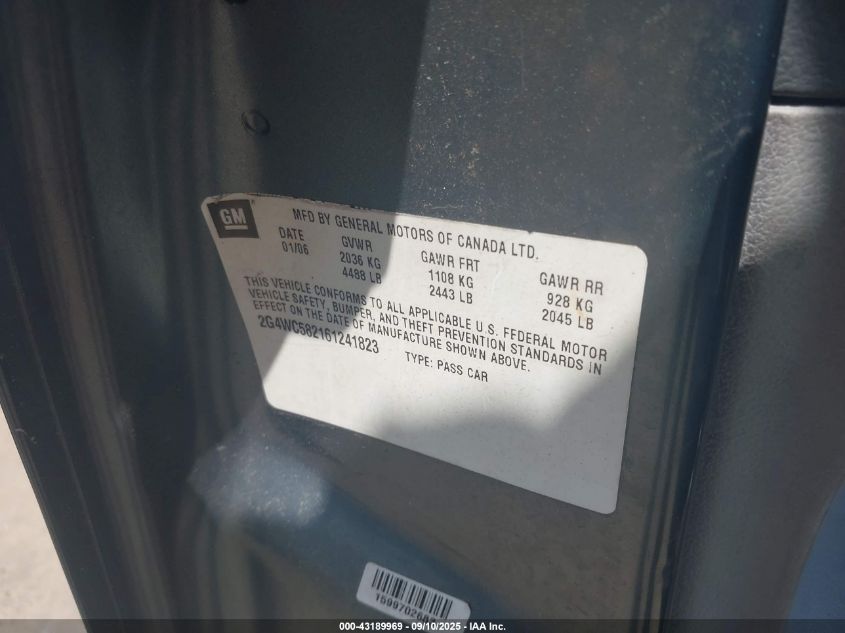 GM
MFD BY GENERAL MOTORS OF CANADA LTD.
DATE GVWR GAWR FRT GAWR RR
01/06 2036 KG 1108 KG 928 KG
4488 LB 2443 LB 2045 LB
THIS VEHICLE CONFORMS TO ALL APPLICABLE U.S. FEDERAL MOTOR
VEHICLE SAFETY, BUMPER, AND THEFT PREVENTION STANDARDS IN
EFFECT ON THE DATE OF MANUFACTURE SHOWN ABOVE.
2G4WC582161241823 TYPE: PASS CAR
000-43189969 - 09/10/2025 - IAA Inc.